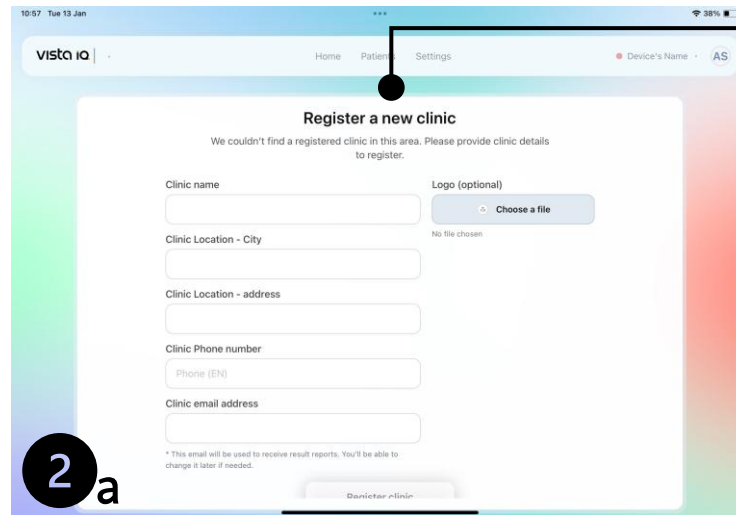 10:57 Tue 13 Jan
38%
vista iQ
Home Patients Settings
Device's Name
AS
Register a new clinic
We couldn't find a registered clinic in this area. Please provide clinic details
to register.
Clinic name
Logo (optional)
Choose a file
No file chosen
Clinic Location - City
Clinic Location - address
Clinic Phone number
Phone (EN)
Clinic email address
* This email will be used to receive result reports. You'll be able to
change it later if needed.
Register clinic
2a